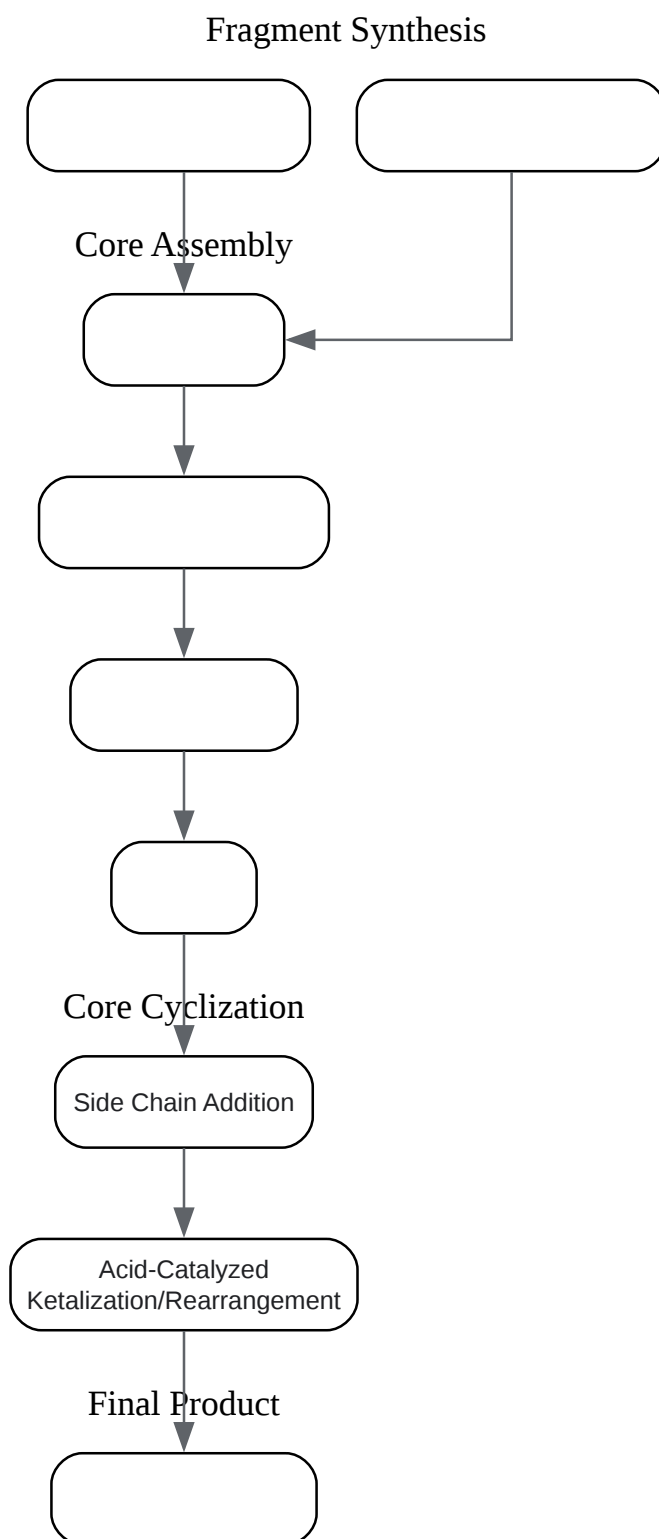 Fragment Synthesis
Core Assembly
Core Cyclization
Side Chain Addition
Acid-Catalyzed
Ketalization/Rearrangement
Final Product